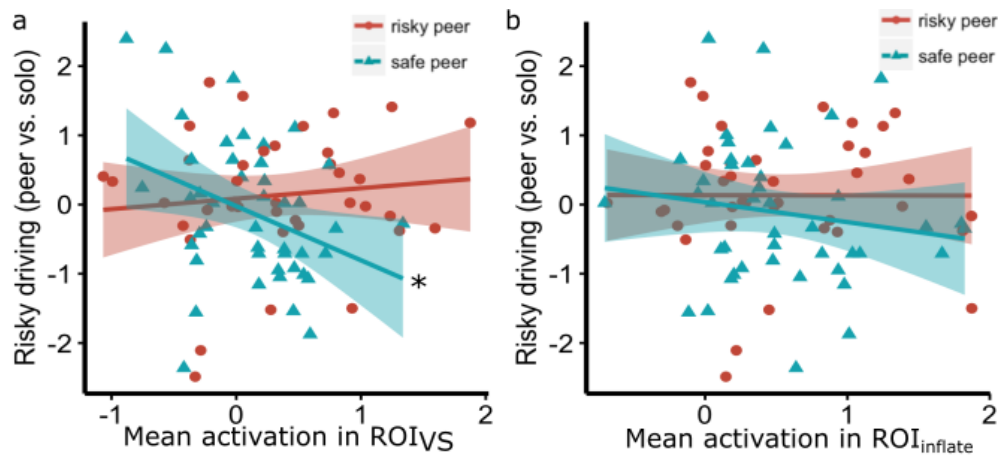 a
risky peer
safe peer
Risky driving (peer vs. solo)
2
1
0
-1
-2
*
-1
0
1
2
Mean activation in ROIVS
b
risky peer
safe peer
Risky driving (peer vs. solo)
2
1
0
-1
-2
0
1
2
Mean activation in ROIinflate